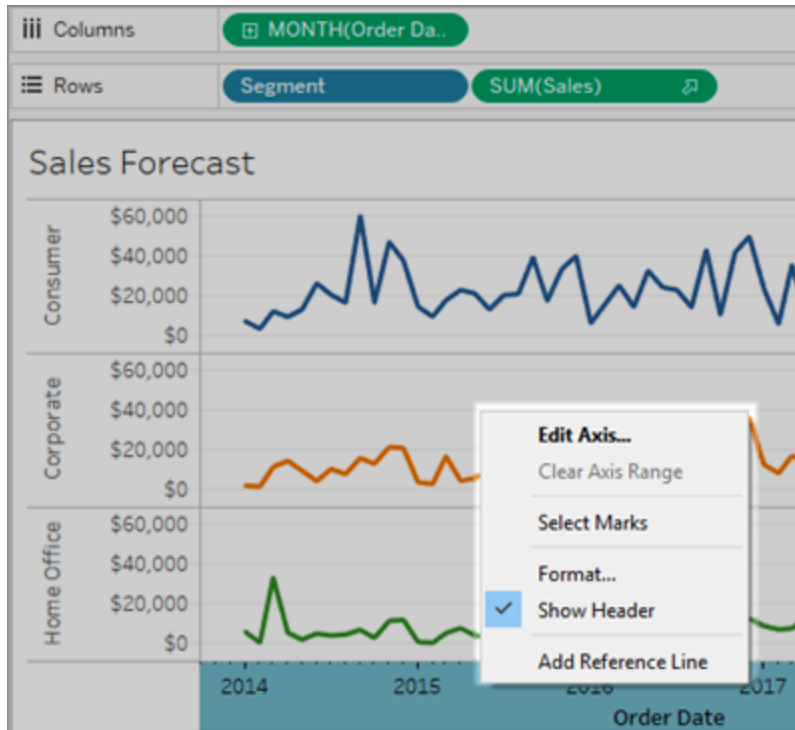 Columns
MONTH(Order Da..
Rows
Segment
SUM(Sales)
Sales Forecast
Consumer
$60,000
$40,000
$20,000
$0
Corporate
$60,000
$40,000
$20,000
$0
Home Office
$60,000
$40,000
$20,000
$0
Edit Axis...
Clear Axis Range
Select Marks
Format...
Show Header
Add Reference Line
2014
2015
2016
2017
Order Date